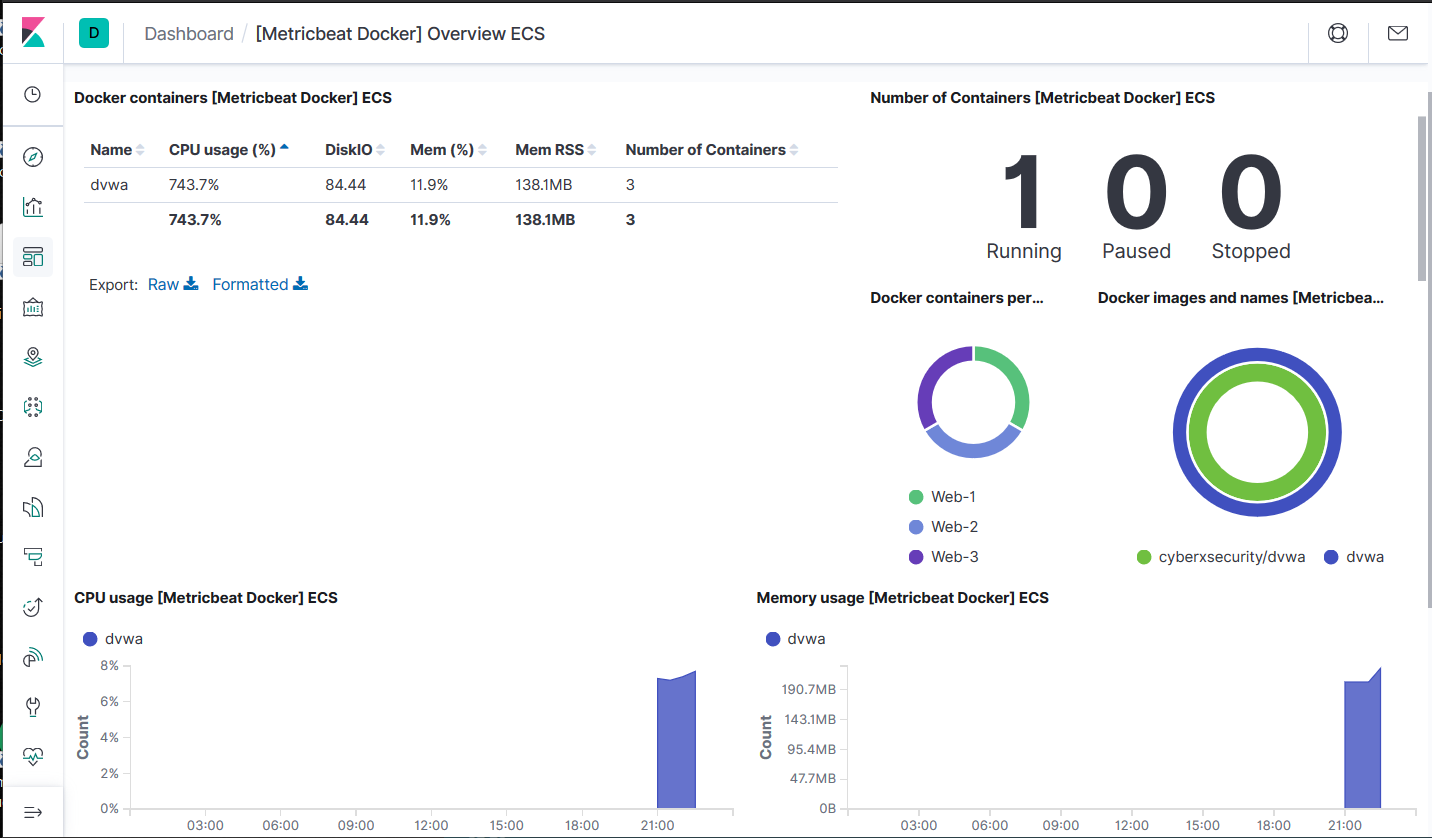 D Dashboard / [Metricbeat Docker] Overview ECS
Docker containers [Metricbeat Docker] ECS
Name CPU usage (%) DiskIO Mem (%) Mem RSS Number of Containers
dvwa 743.7% 84.44 11.9% 138.1MB 3
743.7% 84.44 11.9% 138.1MB 3
Export: Raw Formatted
Number of Containers [Metricbeat Docker] ECS
1 0 0
Running Paused Stopped
Docker containers per...
Web-1
Web-2
Web-3
Docker images and names [Metricbea...
cyberxsecurity/dvwa dvwa
CPU usage [Metricbeat Docker] ECS
dvwa
Count
8%
6%
4%
2%
0%
03:00 06:00 09:00 12:00 15:00 18:00 21:00
Memory usage [Metricbeat Docker] ECS
dvwa
Count
190.7MB
143.1MB
95.4MB
47.7MB
0B
03:00 06:00 09:00 12:00 15:00 18:00 21:00